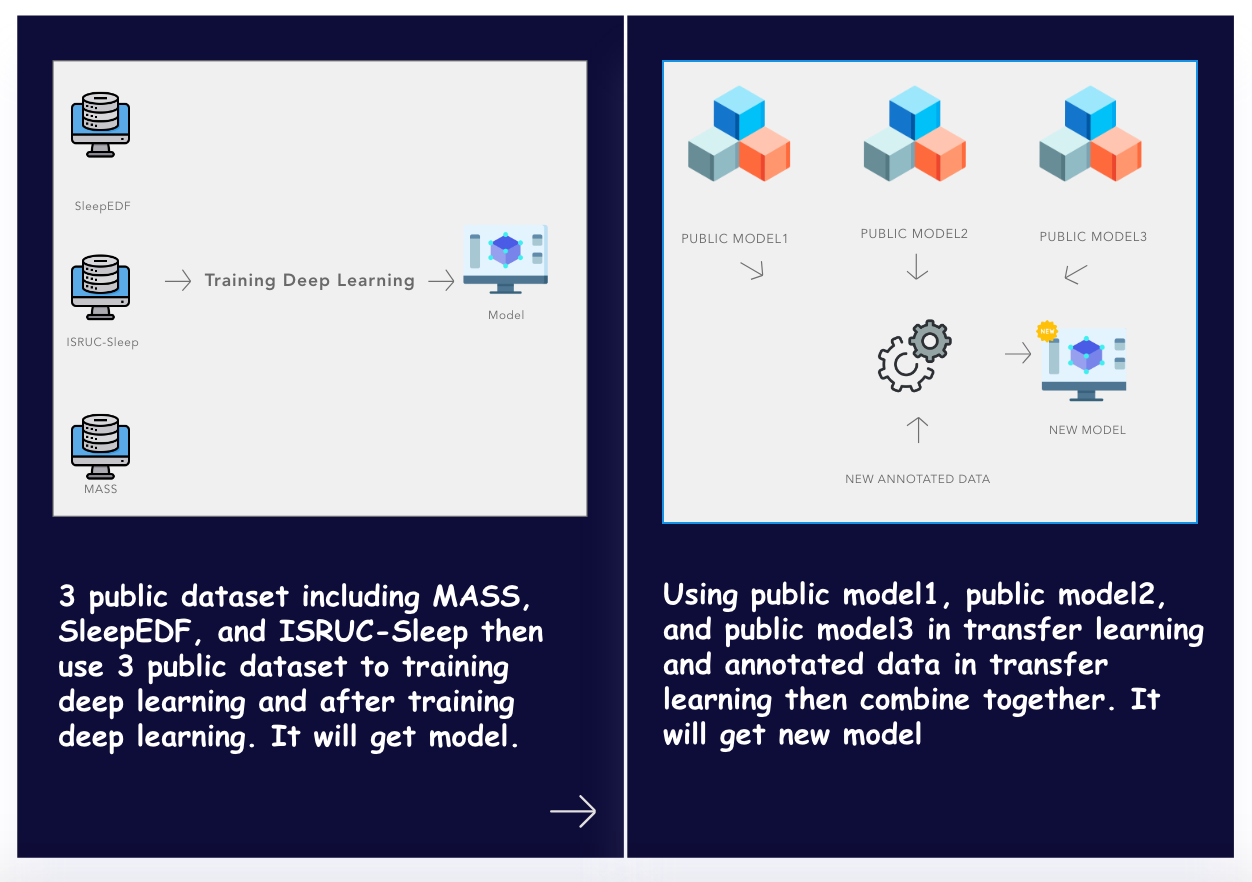 SleepEDF
Training Deep Learning
Model
ISRUC-Sleep
MASS
3 public dataset including MASS,
SleepEDF, and ISRUC-Sleep then
use 3 public dataset to training
deep learning and after training
deep learning. It will get model.
PUBLIC MODEL1
PUBLIC MODEL2
PUBLIC MODEL3
NEW
NEW MODEL
NEW ANNOTATED DATA
Using public model1, public model2,
and public model3 in transfer learning
and annotated data in transfer
learning then combine together. It
will get new model